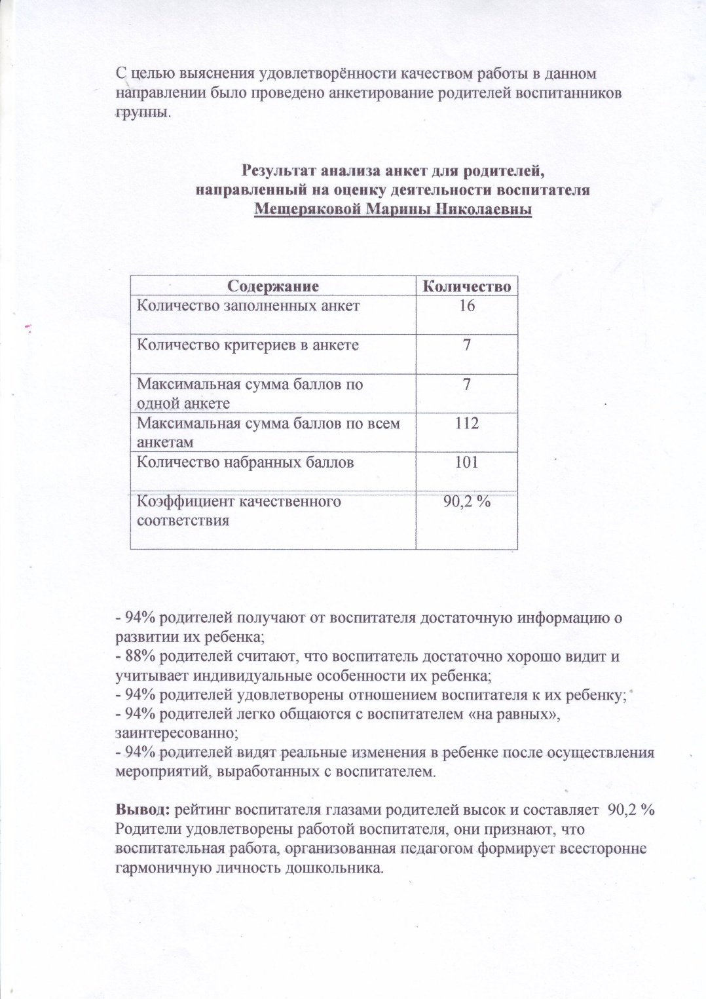 С целью выяснения удовлетворённости качеством работы в данном
направлении было проведено анкетирование родителей воспитанников
группы.
Результат анализа анкет для родителей,
направленный на оценку деятельности воспитателя
Мещеряковой Марины Николаевны
Содержание Количество
Количество заполненных анкет 16
Количество критериев в анкете 7
Максимальная сумма баллов по 7
одной анкете
Максимальная сумма баллов по всем 112
анкетам
Количество набранных баллов 101
Коэффициент качественного 90,2 %
соответствия
- 94% родителей получают от воспитателя достаточную информацию о
развитии их ребенка;
- 88% родителей считают, что воспитатель достаточно хорошо видит и
учитывает индивидуальные особенности их ребенка;
- 94% родителей удовлетворены отношением воспитателя к их ребенку;
- 94% родителей легко общаются с воспитателем «на равных»,
заинтересованно;
- 94% родителей видят реальные изменения в ребенке после осуществления
мероприятий, выработанных с воспитателем.
Вывод: рейтинг воспитателя глазами родителей высок и составляет 90,2 %
Родители удовлетворены работой воспитателя, они признают, что
воспитательная работа, организованная педагогом формирует всесторонне
гармоничную личность дошкольника.